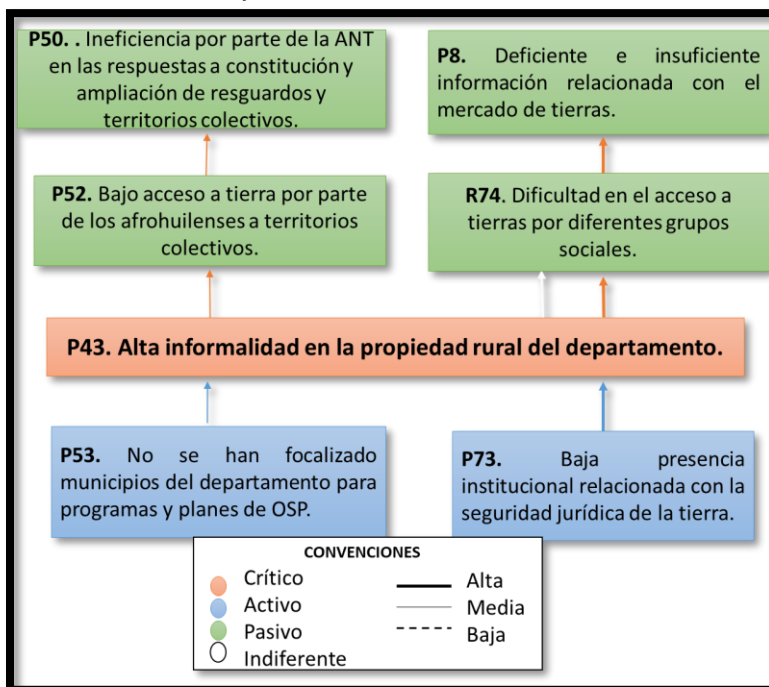 P50. . Ineficiencia por parte de la ANT
en las respuestas a constitución y
ampliación de resguardos y
territorios colectivos.
P8. Deficiente e insuficiente
información relacionada con el
mercado de tierras.
P52. Bajo acceso a tierra por parte
de los afrohuilenses a territorios
colectivos.
R74. Dificultad en el acceso a
tierras por diferentes grupos
sociales.
P43. Alta informalidad en la propiedad rural del departamento.
P53. No se han focalizado
municipios del departamento para
programas y planes de OSP.
P73. Baja presencia
institucional relacionada con la
seguridad jurídica de la tierra.
CONVENCIONES
Crítico
Activo
Pasivo
Indiferente
Alta
Media
Baja